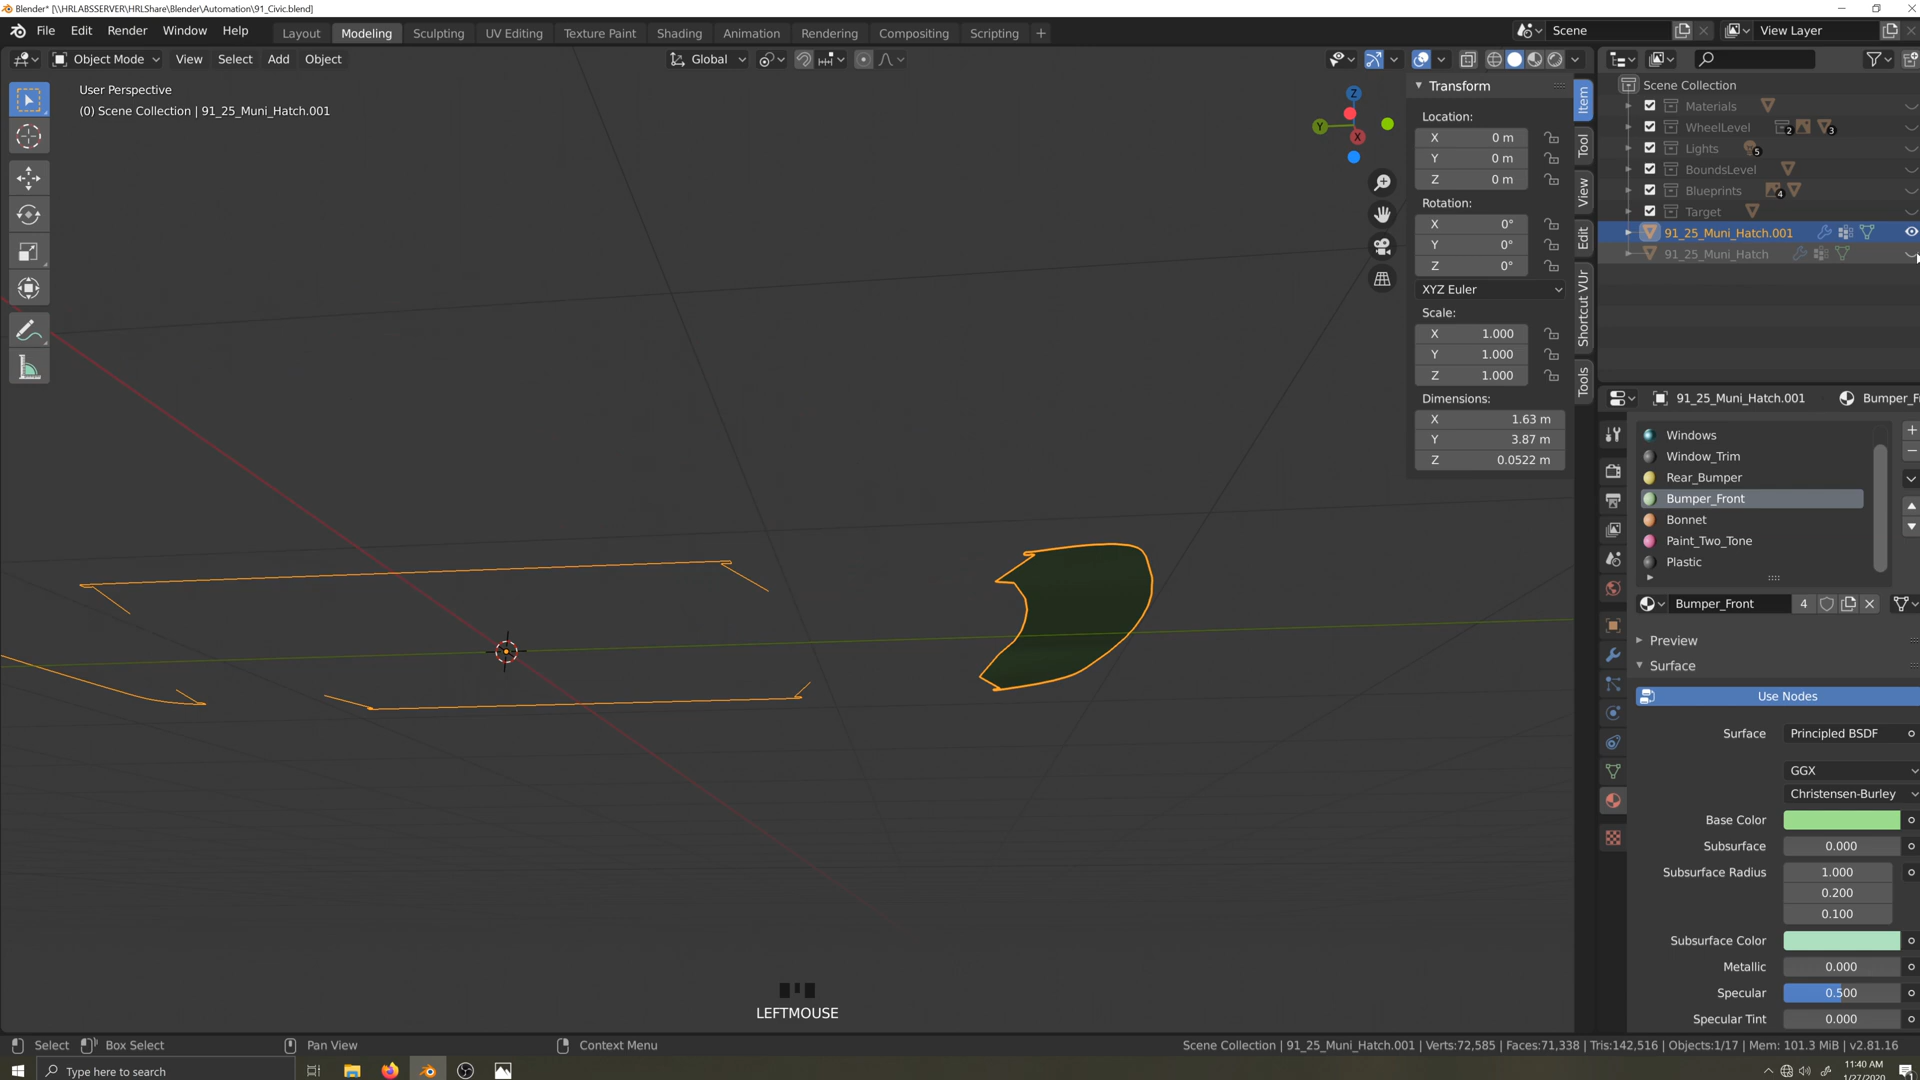 Blender* [\\HRLABSSERVER\HRLShare\Blender\Automation\91_Civic.blend]
File Edit Render Window Help Layout Modeling Sculpting UV Editing Texture Paint Shading Animation Rendering Compositing Scripting + Scene View Layer
Object Mode View Select Add Object Global
User Perspective
(0) Scene Collection | 91_25_Muni_Hatch.001
Z
Y
X
Transform
Location:
X 0 m
Y 0 m
Z 0 m
Rotation:
X 0°
Y 0°
Z 0°
XYZ Euler
Scale:
X 1.000
Y 1.000
Z 1.000
Dimensions:
X 1.63 m
Y 3.87 m
Z 0.0522 m
Item
Tool
View
Edit
Shortcut VUr
Tools
Scene Collection
Materials
WheelLevel 2 3
Lights 5
BoundsLevel
Blueprints 4
Target
91_25_Muni_Hatch.001
91_25_Muni_Hatch
91_25_Muni_Hatch.001 Bumper_Fr
Windows
Window_Trim
Rear_Bumper
Bumper_Front
Bonnet
Paint_Two_Tone
Plastic
Bumper_Front 4
Preview
Surface
Use Nodes
Surface Principled BSDF
GGX
Christensen-Burley
Base Color
Subsurface 0.000
Subsurface Radius 1.000
0.200
0.100
Subsurface Color
Metallic 0.000
Specular 0.500
Specular Tint 0.000
LEFTMOUSE
Select Box Select Pan View Context Menu Scene Collection | 91_25_Muni_Hatch.001 | Verts:72,585 | Faces:71,338 | Tris:142,516 | Objects:1/17 | Mem: 101.3 MiB | v2.81.16
Type here to search
11:40 AM
1/27/2020